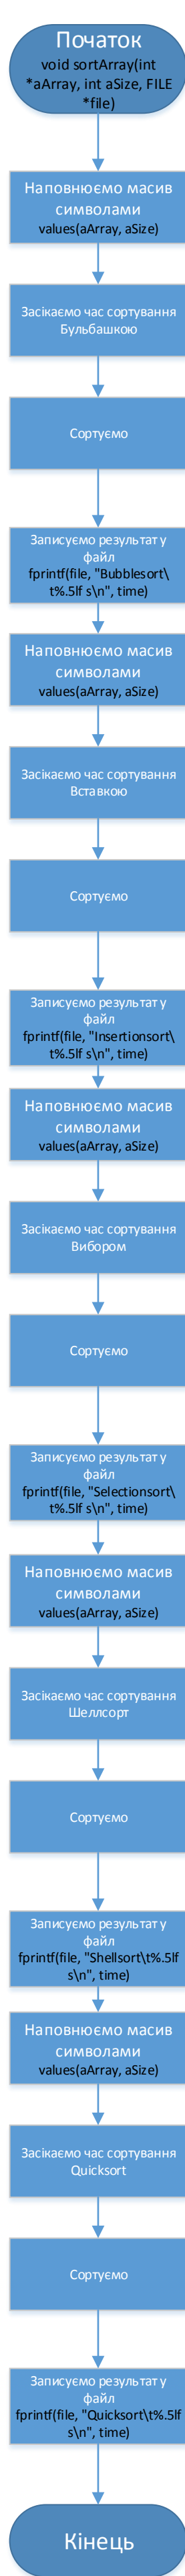 Початок
void sortArray(int
*aArray, int aSize, FILE
*file)
Наповнюємо масив
символами
values(aArray, aSize)
Засікаємо час сортування
Бульбашкою
Сортуємо
Записуємо результат у
файл
fprintf(file, "Bubblesort\
t%.5lf s\n", time)
Наповнюємо масив
символами
values(aArray, aSize)
Засікаємо час сортування
Вставкою
Сортуємо
Записуємо результат у
файл
fprintf(file, "Insertionsort\
t%.5lf s\n", time)
Наповнюємо масив
символами
values(aArray, aSize)
Засікаємо час сортування
Вибором
Сортуємо
Записуємо результат у
файл
fprintf(file, "Selectionsort\
t%.5lf s\n", time)
Наповнюємо масив
символами
values(aArray, aSize)
Засікаємо час сортування
Шеллсорт
Сортуємо
Записуємо результат у
файл
fprintf(file, "Shellsort\t%.5lf
s\n", time)
Наповнюємо масив
символами
values(aArray, aSize)
Засікаємо час сортування
Quicksort
Сортуємо
Записуємо результат у
файл
fprintf(file, "Quicksort\t%.5lf
s\n", time)
Кінець